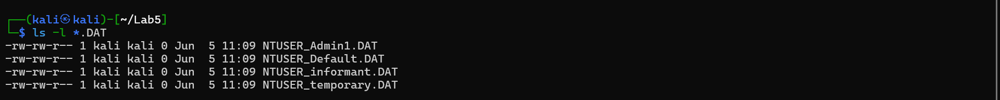 ┌──(kali㉿kali)-[~/Lab5]
└─$ ls -l *.DAT
-rw-rw-r-- 1 kali kali 0 Jun  5 11:09 NTUSER_Admin1.DAT
-rw-rw-r-- 1 kali kali 0 Jun  5 11:09 NTUSER_Default.DAT
-rw-rw-r-- 1 kali kali 0 Jun  5 11:09 NTUSER_informant.DAT
-rw-rw-r-- 1 kali kali 0 Jun  5 11:09 NTUSER_temporary.DAT